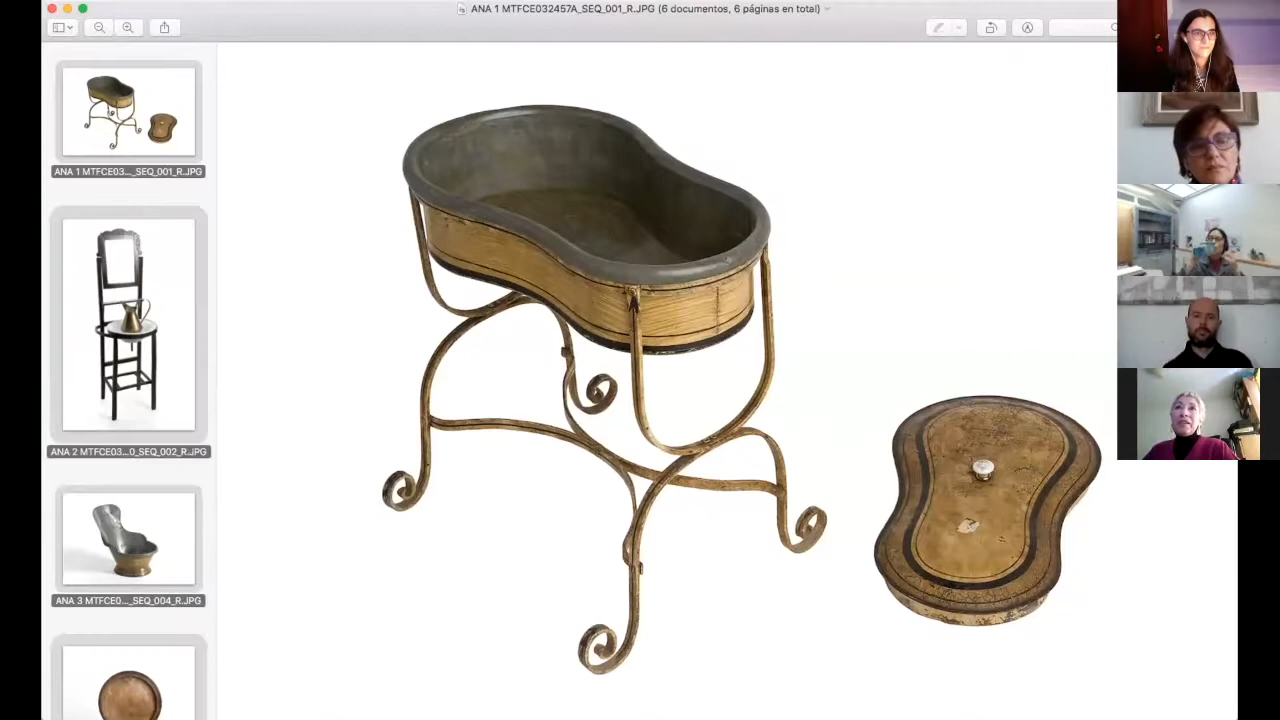 ANA 1 MTFCE032457A_SEQ_001_R.JPG (6 documentos, 6 páginas en total)
ANA 1 MTFCE03..._SEQ_001_R.JPG
ANA 2 MTFCE03...0_SEQ_002_R.JPG
ANA 3 MTFCE0..._SEQ_004_R.JPG